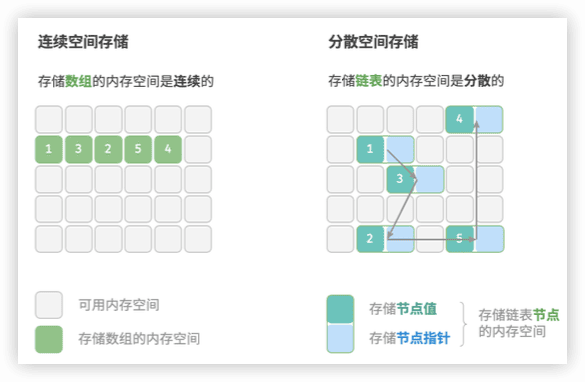 连续空间存储
存储数组的内存空间是连续的
1 3 2 5 4
可用内存空间
存储数组的内存空间
分散空间存储
存储链表的内存空间是分散的
4
1
3
2 5
存储节点值
存储节点指针
存储链表节点
的内存空间